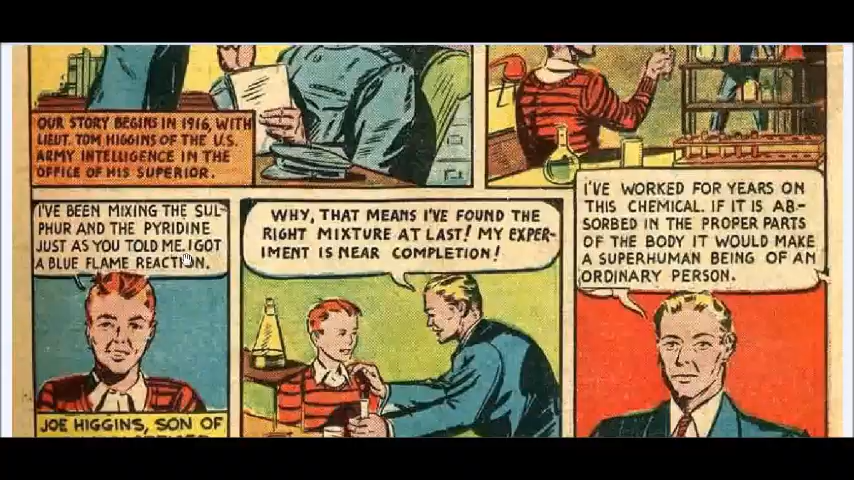 OUR STORY BEGINS IN 1916, WITH
LIEUT. TOM HIGGINS OF THE U.S.
ARMY INTELLIGENCE IN THE
OFFICE OF HIS SUPERIOR.
I'VE BEEN MIXING THE SUL-
PHUR AND THE PYRIDINE
JUST AS YOU TOLD ME. I GOT
A BLUE FLAME REACTION.
WHY, THAT MEANS I'VE FOUND THE
RIGHT MIXTURE AT LAST! MY EXPER-
IMENT IS NEAR COMPLETION!
I'VE WORKED FOR YEARS ON
THIS CHEMICAL. IF IT IS AB-
SORBED IN THE PROPER PARTS
OF THE BODY IT WOULD MAKE
A SUPERHUMAN BEING OF AN
ORDINARY PERSON.
JOE HIGGINS, SON OF